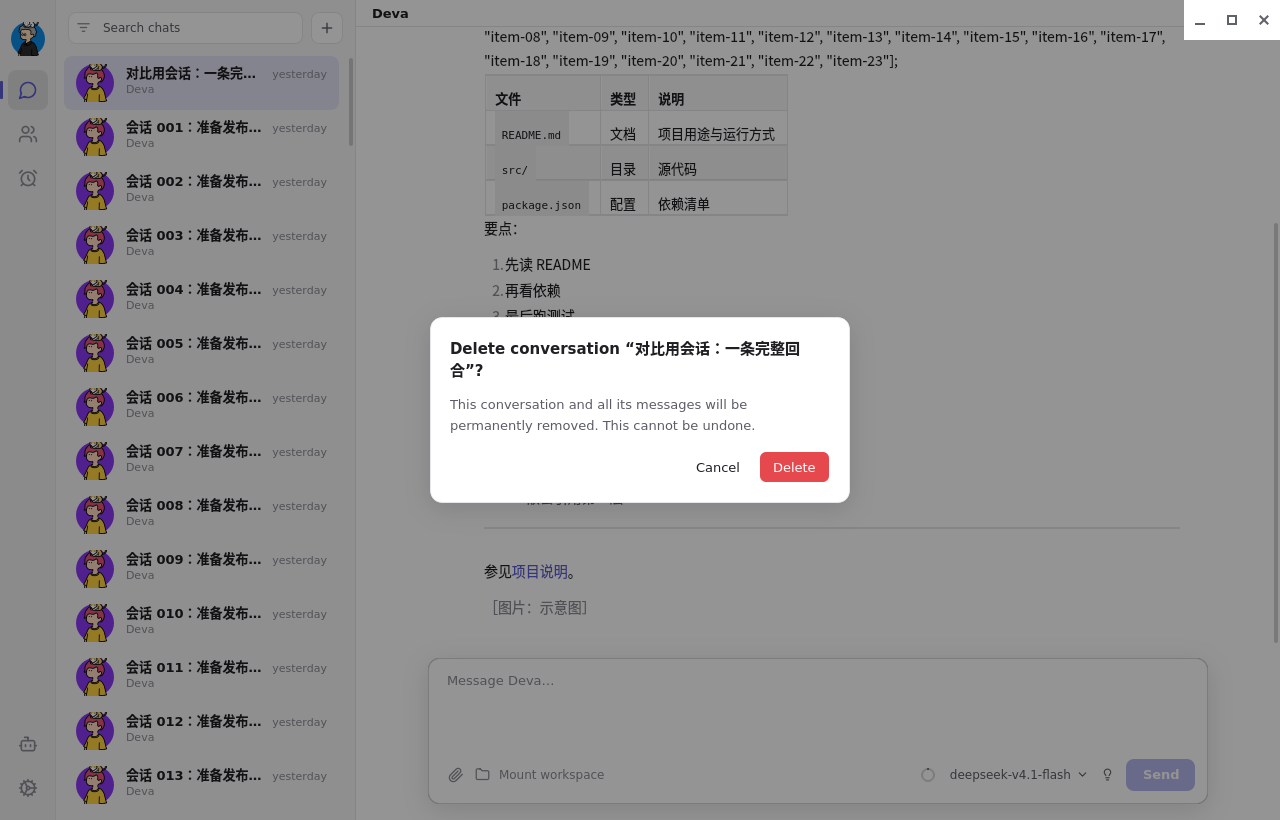 Search chats
对比用会话：一条完... yesterday
Deva
会话 001：准备发布... yesterday
Deva
会话 002：准备发布... yesterday
Deva
会话 003：准备发布... yesterday
Deva
会话 004：准备发布... yesterday
Deva
会话 005：准备发布... yesterday
Deva
会话 006：准备发布... yesterday
Deva
会话 007：准备发布... yesterday
Deva
会话 008：准备发布... yesterday
Deva
会话 009：准备发布... yesterday
Deva
会话 010：准备发布... yesterday
Deva
会话 011：准备发布... yesterday
Deva
会话 012：准备发布... yesterday
Deva
会话 013：准备发布... yesterday
Deva
Deva
"item-08", "item-09", "item-10", "item-11", "item-12", "item-13", "item-14", "item-15", "item-16", "item-17",
"item-18", "item-19", "item-20", "item-21", "item-22", "item-23"];
文件 类型 说明
README.md 文档 项目用途与运行方式
src/ 目录 源代码
package.json 配置 依赖清单
要点：
1. 先读 README
2. 再看依赖
3. 最后跑测试
Delete conversation “对比用会话：一条完整回
合”?
This conversation and all its messages will be
permanently removed. This cannot be undone.
Cancel Delete
参见项目说明。
[图片：示意图]
Message Deva...
Mount workspace deepseek-v4.1-flash Send